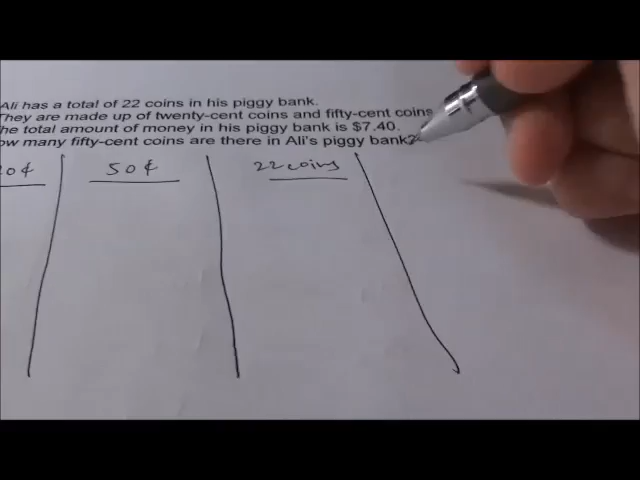 Ali has a total of 22 coins in his piggy bank.
They are made up of twenty-cent coins and fifty-cent coins
he total amount of money in his piggy bank is $7.40.
ow many fifty-cent coins are there in Ali's piggy bank?
0¢ 50¢ 22 coins